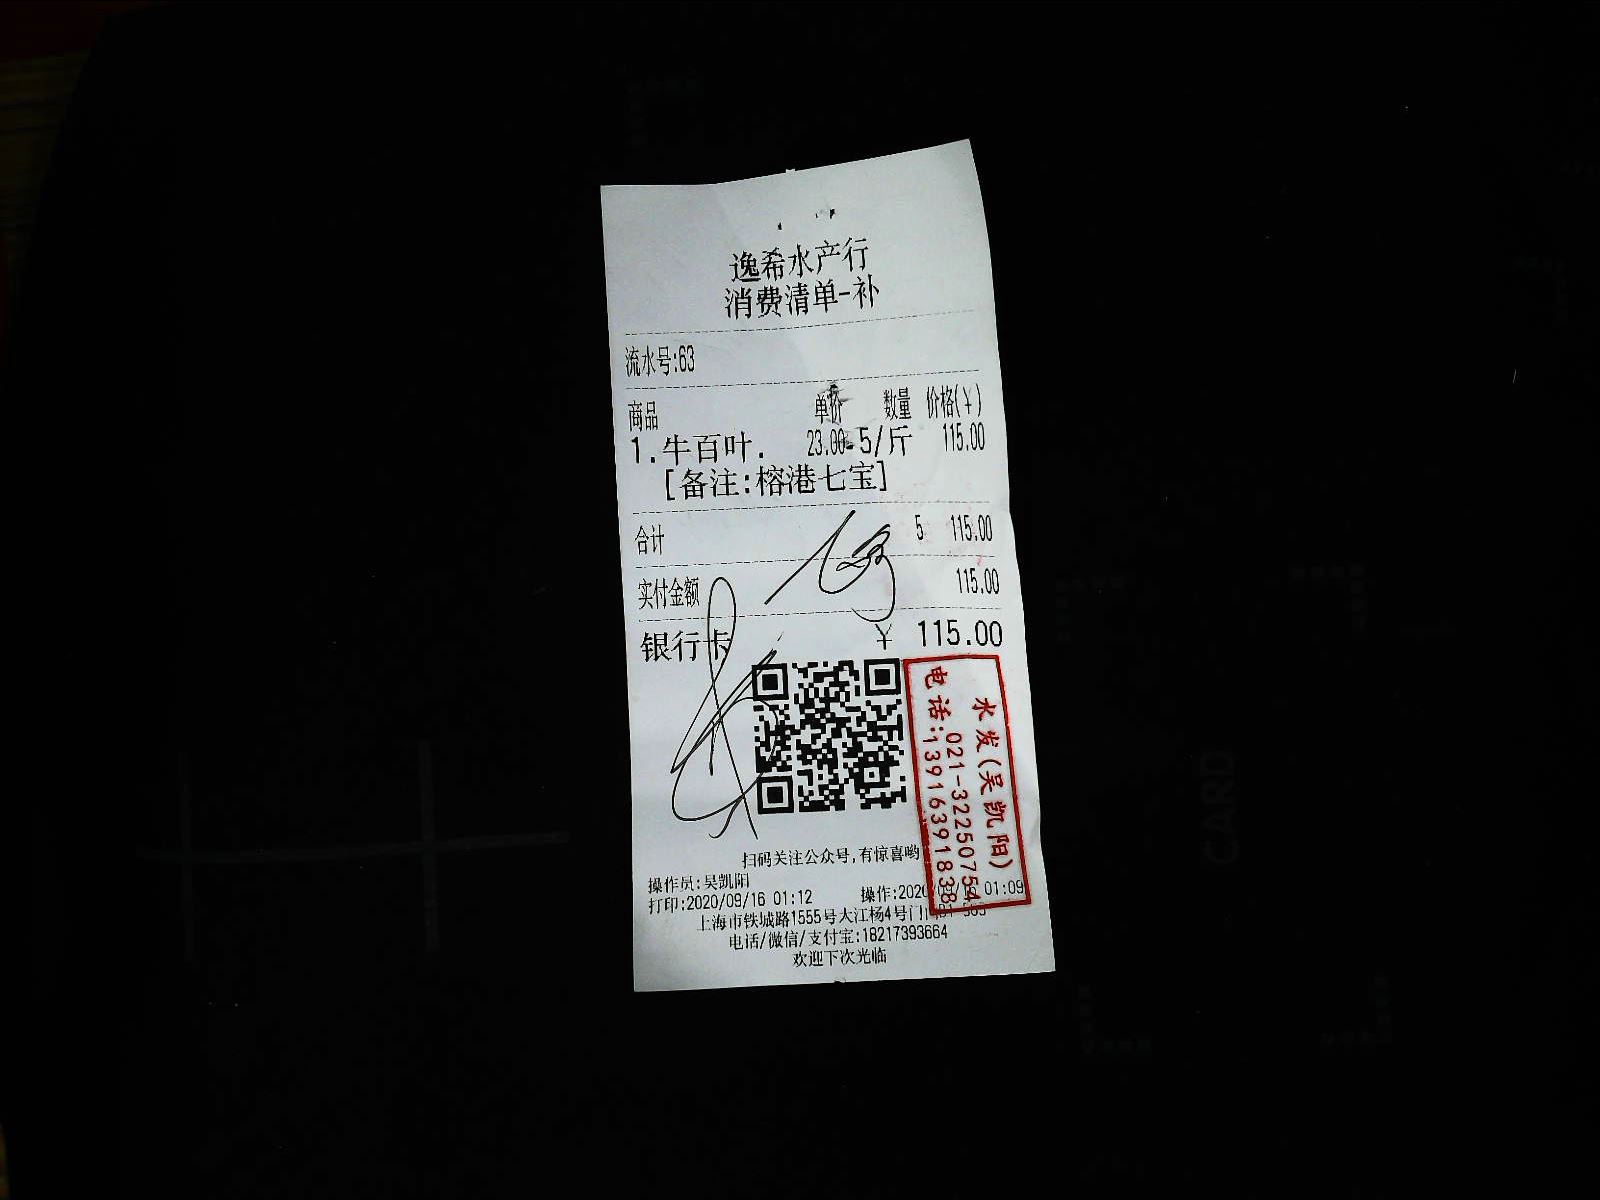 逸希水产行
消费清单-补
流水号:63
商品 单价 数量 价格(¥)
1.牛百叶. 23.00 5/斤 115.00
[备注:榕港七宝]
合计 5 115.00
实付金额 115.00
银行卡 ¥ 115.00
水发(吴凯阳)
021-32250754
电话:13916391838
扫码关注公众号,有惊喜哟
操作员:吴凯阳
打印:2020/09/16 01:12 操作:2020 01:09
上海市铁城路1555号大江杨4号门
电话/微信/支付宝:18217393664
欢迎下次光临
CARD